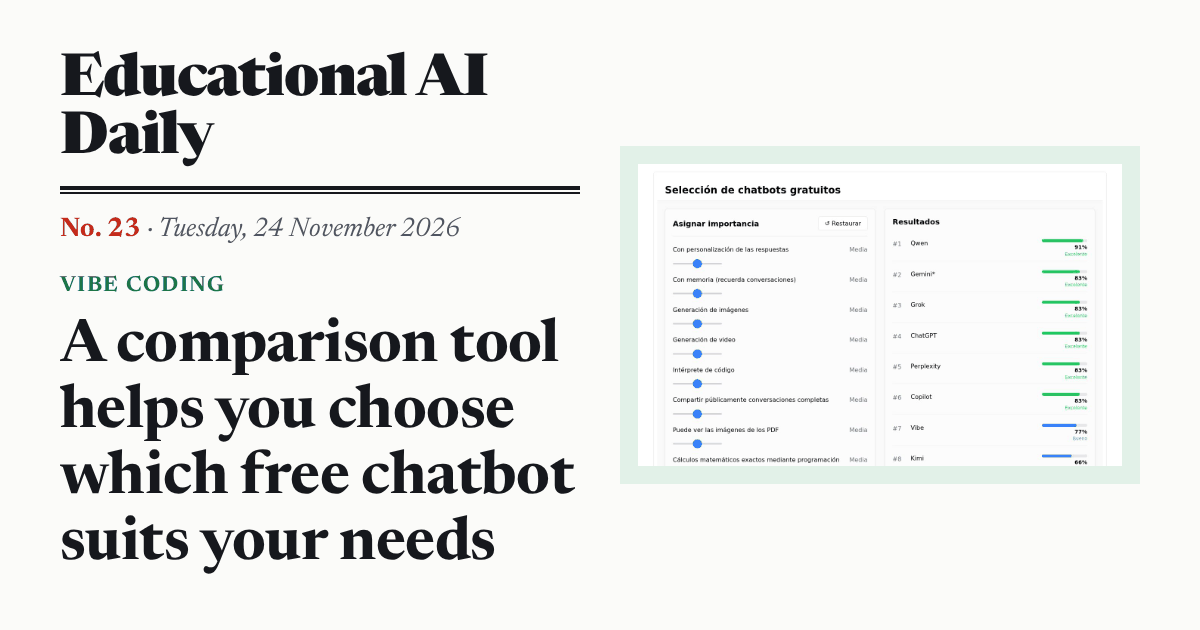 Educational AI
Daily
No. 23 · Tuesday, 24 November 2026
VIBE CODING
A comparison tool
helps you choose
which free chatbot
suits your needs
Selección de chatbots gratuitos
Asignar importancia
↺ Restaurar
Con personalización de las respuestas Media
Con memoria (recuerda conversaciones) Media
Generación de imágenes Media
Generación de video Media
Intérprete de código Media
Compartir públicamente conversaciones completas Media
Puede ver las imágenes de los PDF Media
Cálculos matemáticos exactos mediante programación Media
Resultados
#1 Qwen
91%
Excelente
#2 Gemini*
83%
Excelente
#3 Grok
83%
Excelente
#4 ChatGPT
83%
Excelente
#5 Perplexity
83%
Excelente
#6 Copilot
83%
Excelente
#7 Vibe
77%
Bueno
#8 Kimi
66%